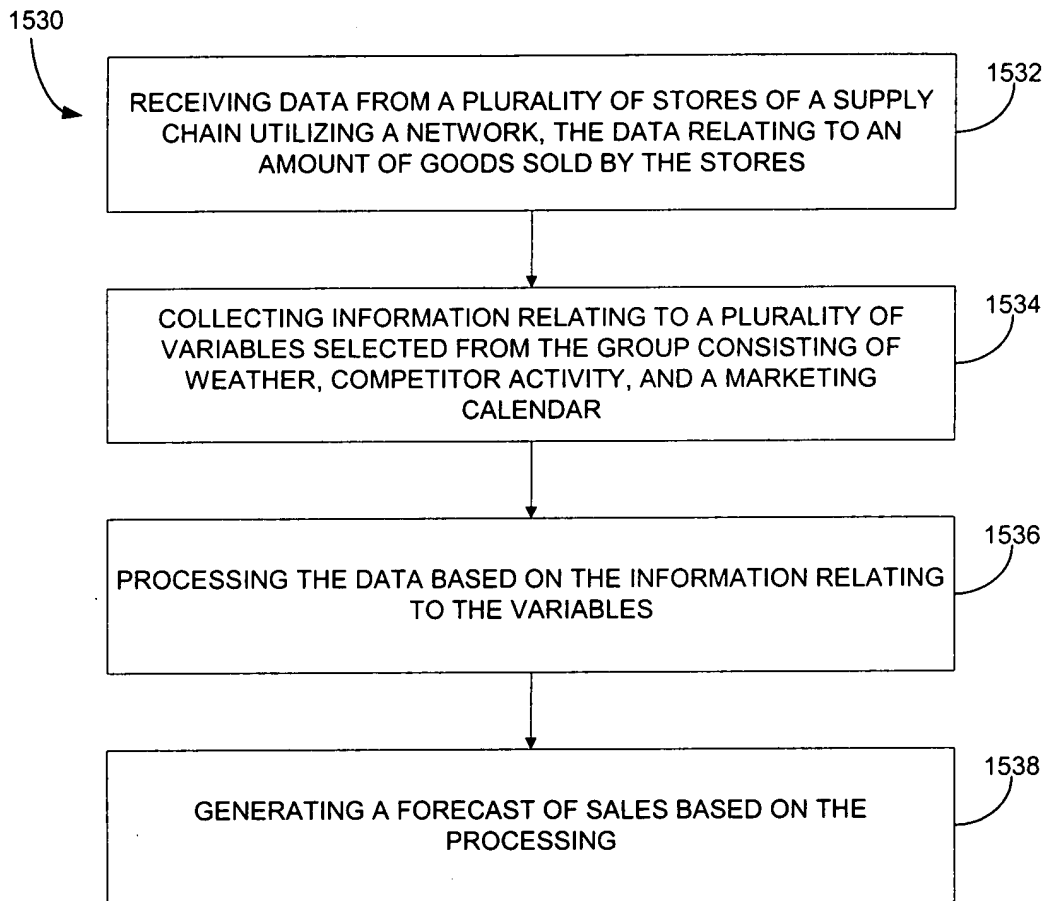 1530
1532
RECEIVING DATA FROM A PLURALITY OF STORES OF A SUPPLY
CHAIN UTILIZING A NETWORK, THE DATA RELATING TO AN
AMOUNT OF GOODS SOLD BY THE STORES
1534
COLLECTING INFORMATION RELATING TO A PLURALITY OF
VARIABLES SELECTED FROM THE GROUP CONSISTING OF
WEATHER, COMPETITOR ACTIVITY, AND A MARKETING
CALENDAR
1536
PROCESSING THE DATA BASED ON THE INFORMATION RELATING
TO THE VARIABLES
1538
GENERATING A FORECAST OF SALES BASED ON THE
PROCESSING